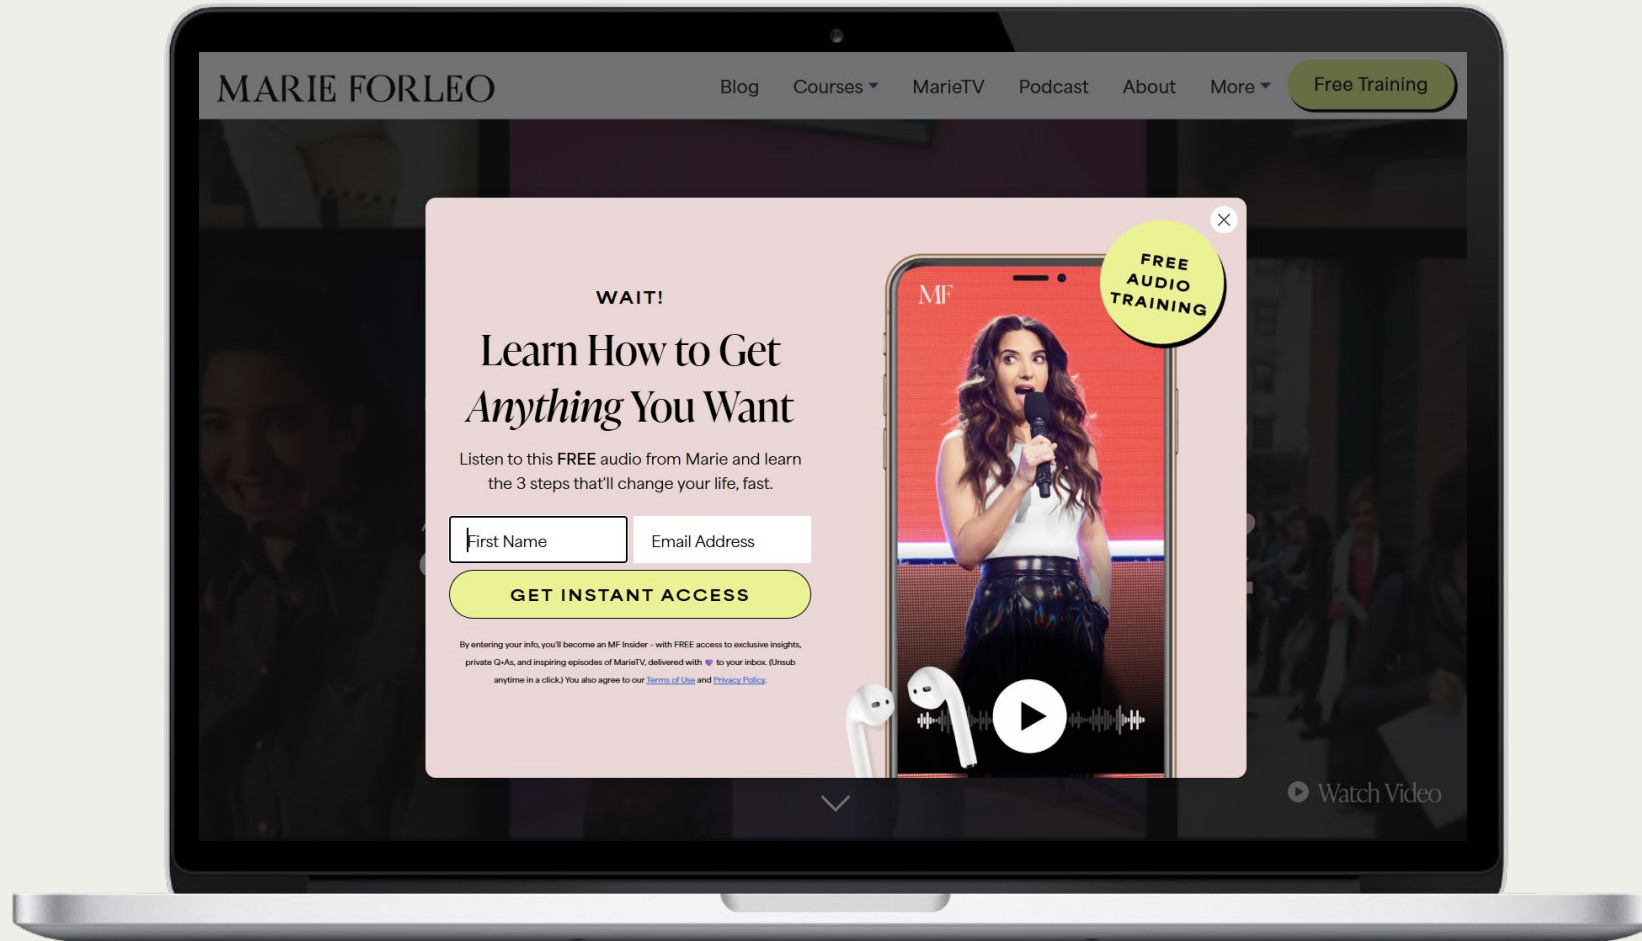 MARIE FORLEO
Blog
Courses
MarieTV
Podcast
About
More
Free Training
WAIT!
Learn How to Get
Anything You Want
Listen to this FREE audio from Marie and learn
the 3 steps that'll change your life, fast.
First Name
Email Address
GET INSTANT ACCESS
By entering your info, you'll become an MF Insider - with FREE access to exclusive insights,
private Q+As, and inspiring episodes of MarieTV, delivered with 💜 to your inbox. (Unsub
anytime in a click.) You also agree to our Terms of Use and Privacy Policy.
MF
FREE
AUDIO
TRAINING
Watch Video